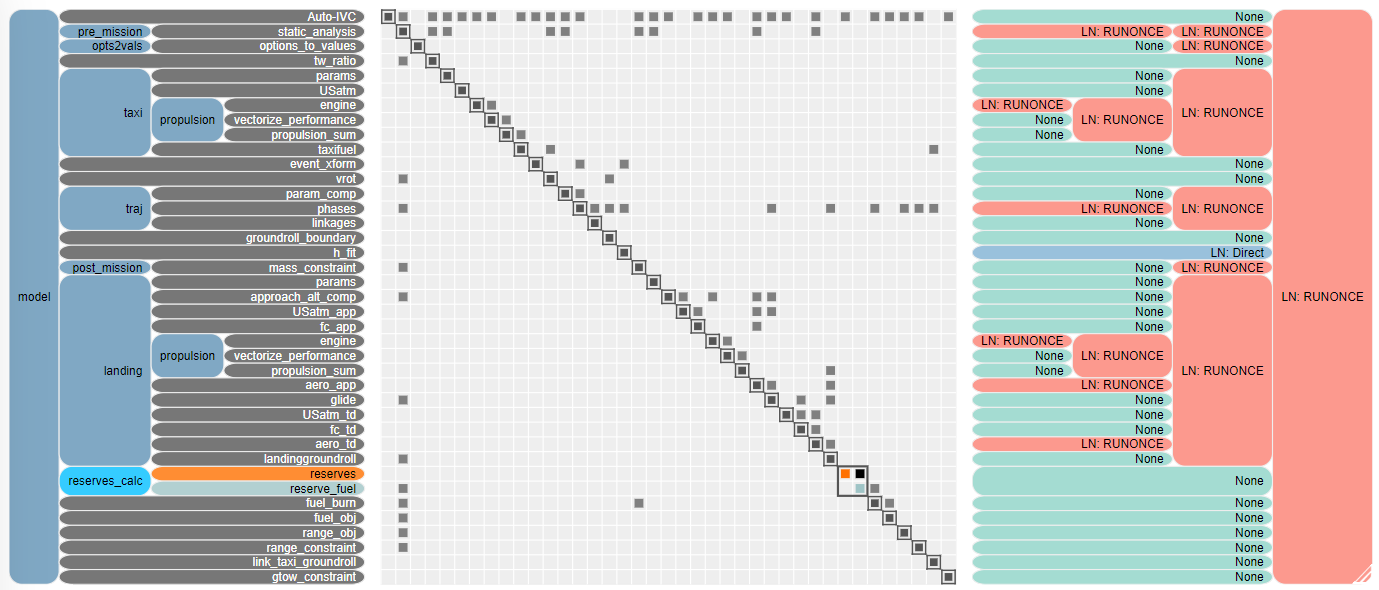 Auto-IVC None
pre_mission static_analysis LN: RUNONCE LN: RUNONCE
opts2vals options_to_values None LN: RUNONCE
tw_ratio None
params None
USatm None
engine LN: RUNONCE
taxi propulsion vectorize_performance None LN: RUNONCE LN: RUNONCE
propulsion_sum None
taxifuel None
event_xform None
vrot None
param_comp None
traj phases LN: RUNONCE LN: RUNONCE
linkages None
groundroll_boundary None
h_fit LN: Direct
post_mission mass_constraint None LN: RUNONCE
params None
model approach_alt_comp None LN: RUNONCE
USatm_app None
fc_app None
engine LN: RUNONCE
propulsion vectorize_performance None LN: RUNONCE
landing propulsion_sum None LN: RUNONCE
aero_app LN: RUNONCE
glide None
USatm_td None
fc_td None
aero_td LN: RUNONCE
landinggroundroll None
reserves
reserves_calc None
reserve_fuel
fuel_burn None
fuel_obj None
range_obj None
range_constraint None
link_taxi_groundroll None
gtow_constraint None